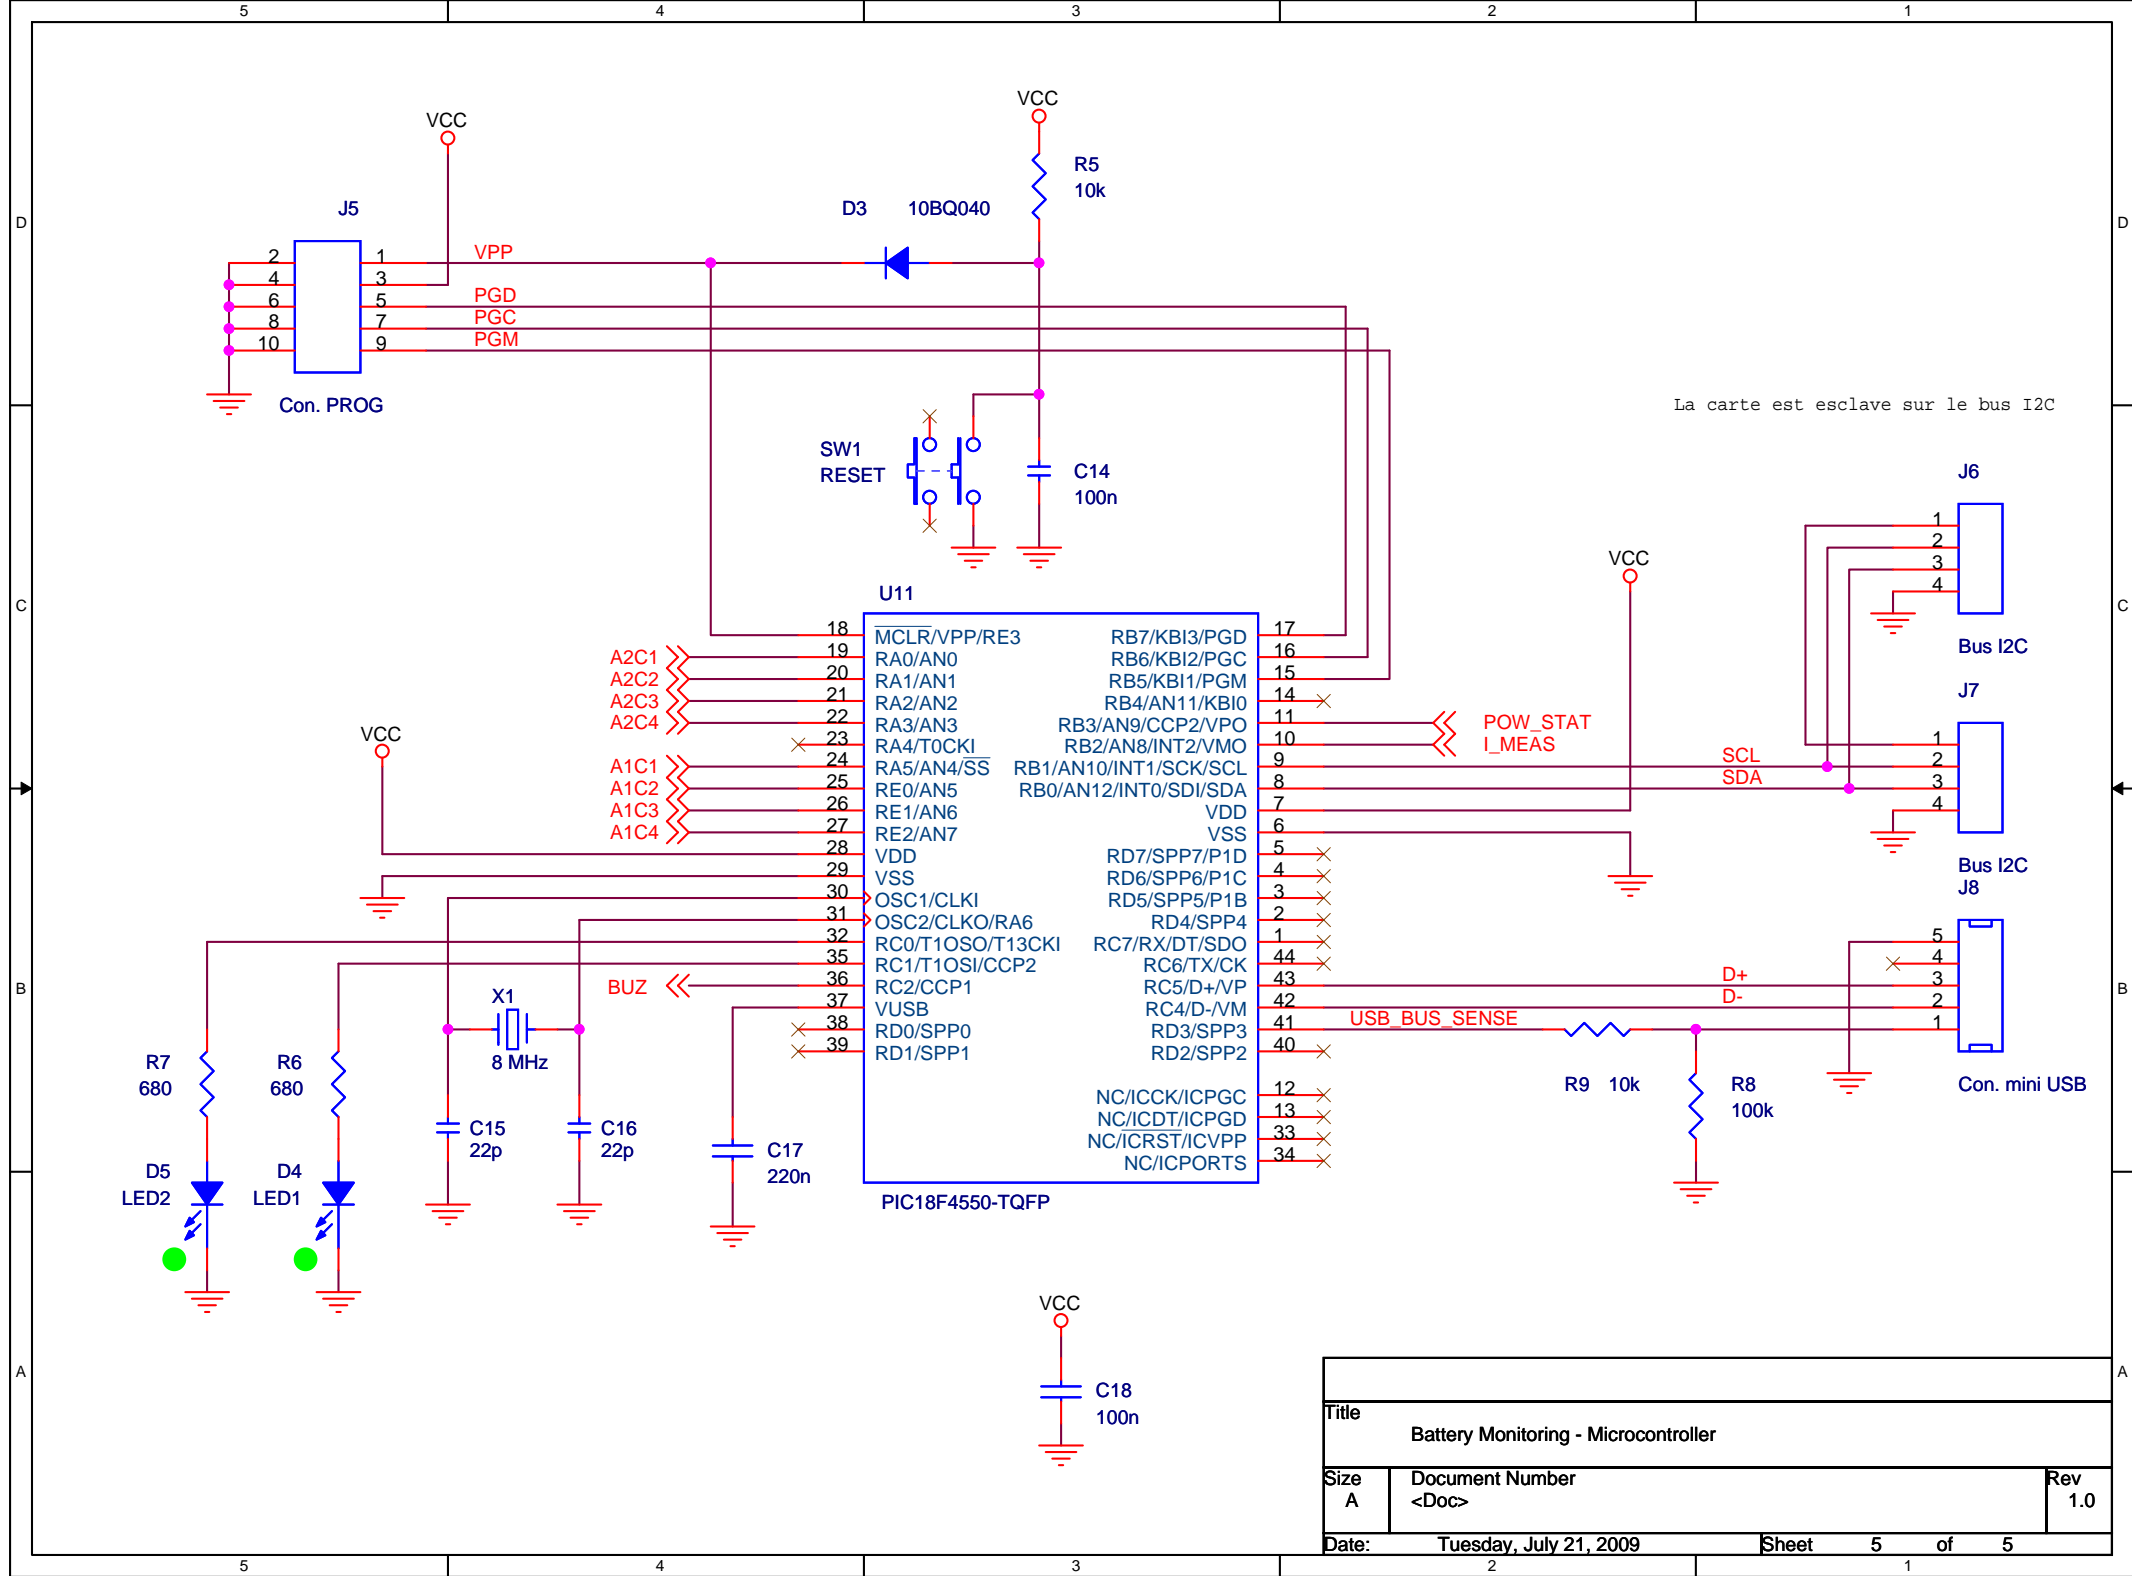 5 4 3 2 1
D
C
B
A
D
C
B
A
VCC
VCC
R5
10k
J5
D3 10BQ040
2 1 VPP
4 3
6 5 PGD
8 7 PGC
10 9 PGM
Con. PROG
SW1
RESET
C14
100n
La carte est esclave sur le bus I2C
J6
1
2
3
4
Bus I2C
VCC
J7
1
2
3
4
Bus I2C
SCL
SDA
J8
5
4
3
2
1
Con. mini USB
D+
D-
USB_BUS_SENSE
R9 10k
R8
100k
POW_STAT
I_MEAS
U11
18 MCLR/VPP/RE3
A2C1 19 RA0/AN0
A2C2 20 RA1/AN1
A2C3 21 RA2/AN2
A2C4 22 RA3/AN3
23 RA4/T0CKI
A1C1 24 RA5/AN4/SS
A1C2 25 RE0/AN5
A1C3 26 RE1/AN6
A1C4 27 RE2/AN7
28 VDD
29 VSS
30 OSC1/CLKI
31 OSC2/CLKO/RA6
32 RC0/T1OSO/T13CKI
35 RC1/T1OSI/CCP2
BUZ 36 RC2/CCP1
37 VUSB
38 RD0/SPP0
39 RD1/SPP1
RB7/KBI3/PGD 17
RB6/KBI2/PGC 16
RB5/KBI1/PGM 15
RB4/AN11/KBI0 14
RB3/AN9/CCP2/VPO 11
RB2/AN8/INT2/VMO 10
RB1/AN10/INT1/SCK/SCL 9
RB0/AN12/INT0/SDI/SDA 8
VDD 7
VSS 6
RD7/SPP7/P1D 5
RD6/SPP6/P1C 4
RD5/SPP5/P1B 3
RD4/SPP4 2
RC7/RX/DT/SDO 1
RC6/TX/CK 44
RC5/D+/VP 43
RC4/D-/VM 42
RD3/SPP3 41
RD2/SPP2 40
NC/ICCK/ICPGC 12
NC/ICDT/ICPGD 13
NC/ICRST/ICVPP 33
NC/ICPORTS 34
PIC18F4550-TQFP
VCC
X1
8 MHz
R7
680
R6
680
C15
22p
C16
22p
C17
220n
D5
LED2
D4
LED1
VCC
C18
100n
Title
Battery Monitoring - Microcontroller
Size
A
Document Number
<Doc>
Rev
1.0
Date: Tuesday, July 21, 2009 Sheet 5 of 5
5 4 3 2 1